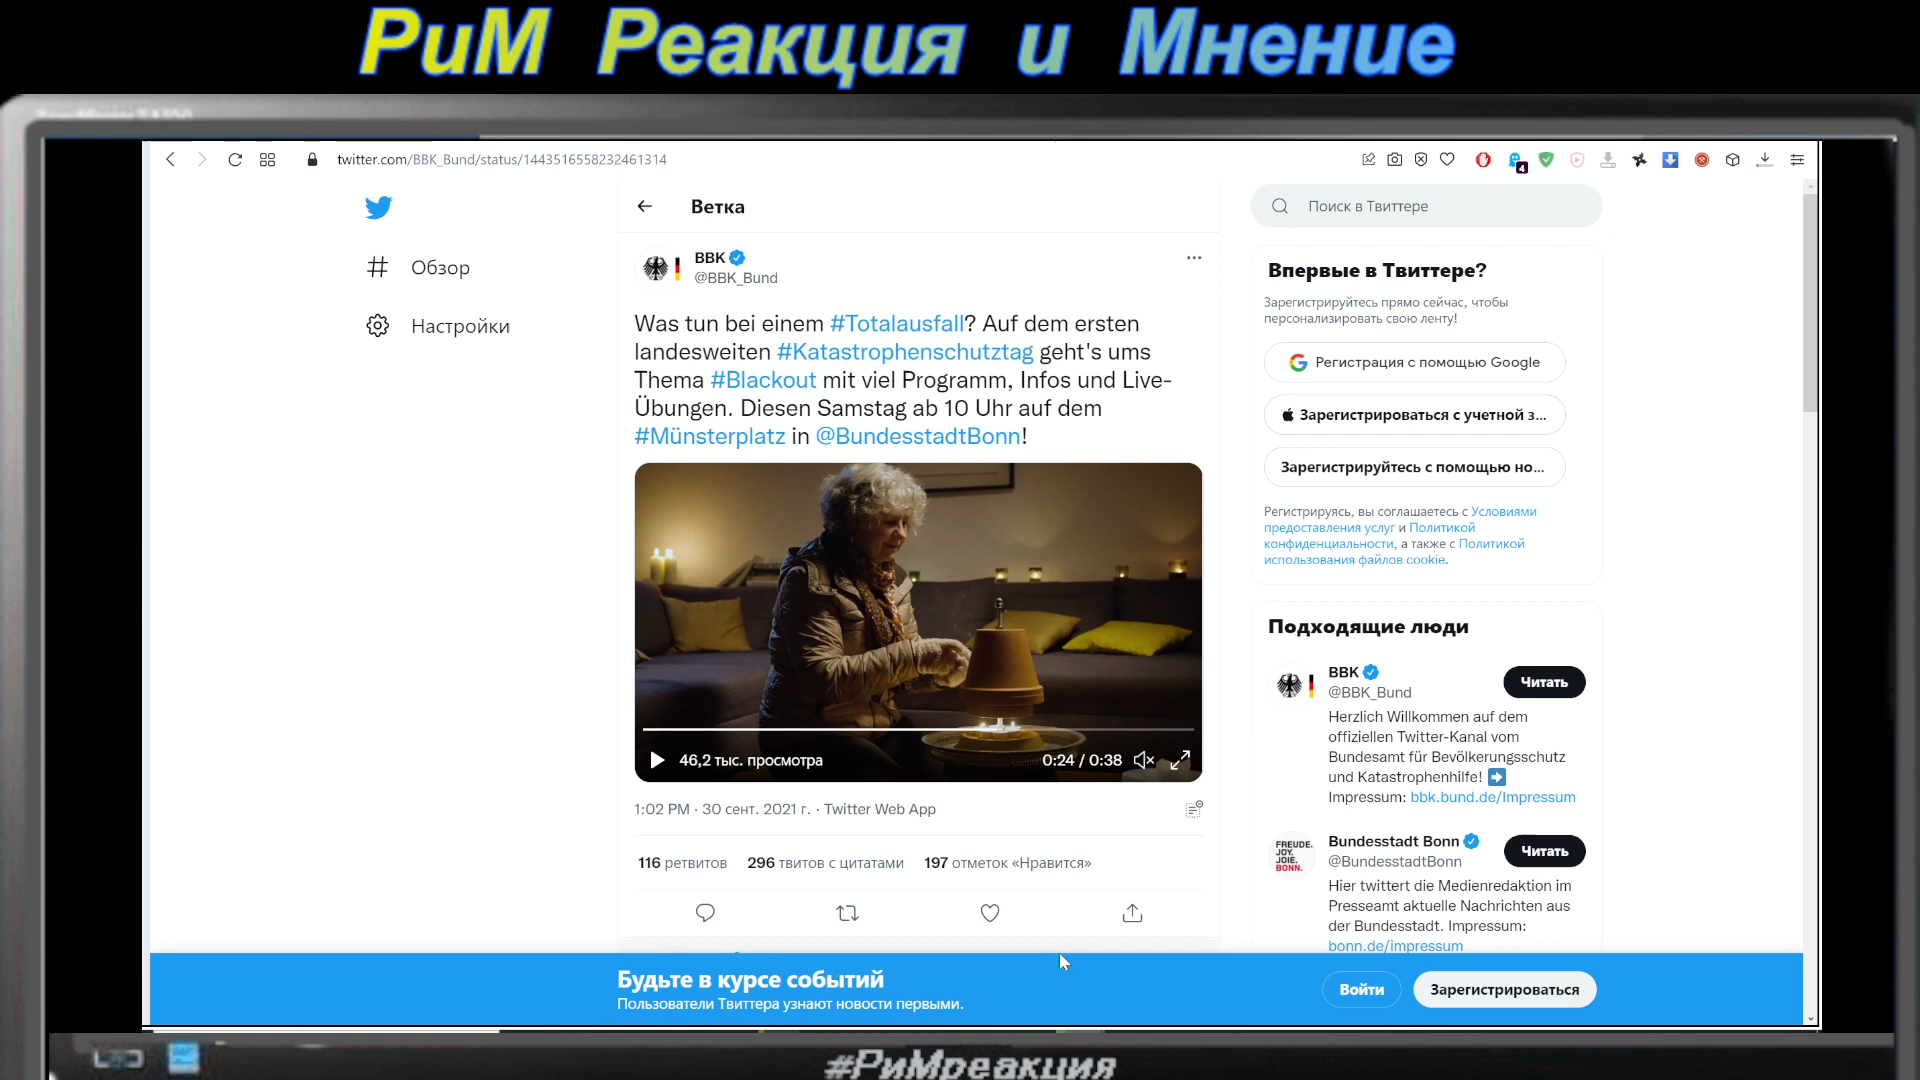 РиМ Реакция и Мнение
twitter.com/BBK_Bund/status/1443516558232461314
4
Обзор
Настройки
Ветка
BBK
@BBK_Bund
Was tun bei einem #Totalausfall? Auf dem ersten
landesweiten #Katastrophenschutztag geht's ums
Thema #Blackout mit viel Programm, Infos und Live-
Übungen. Diesen Samstag ab 10 Uhr auf dem
#Münsterplatz in @BundesstadtBonn!
46,2 тыс. просмотра
0:24 / 0:38
1:02 PM · 30 сент. 2021 г. · Twitter Web App
116 ретвитов 296 твитов с цитатами 197 отметок «Нравится»
Поиск в Твиттере
Впервые в Твиттере?
Зарегистрируйтесь прямо сейчас, чтобы
персонализировать свою ленту!
Регистрация с помощью Google
Зарегистрироваться с учетной з...
Зарегистрируйтесь с помощью но...
Регистрируясь, вы соглашаетесь с Условиями
предоставления услуг и Политикой
конфиденциальности, а также с Политикой
использования файлов cookie.
Подходящие люди
BBK
@BBK_Bund
Читать
Herzlich Willkommen auf dem
offiziellen Twitter-Kanal vom
Bundesamt für Bevölkerungsschutz
und Katastrophenhilfe!
Impressum: bbk.bund.de/Impressum
FREUDE.
JOY.
JOIE.
BONN.
Bundesstadt Bonn
@BundesstadtBonn
Читать
Hier twittert die Medienredaktion im
Presseamt aktuelle Nachrichten aus
der Bundesstadt. Impressum:
bonn.de/impressum
Будьте в курсе событий
Пользователи Твиттера узнают новости первыми.
Войти
Зарегистрироваться
#РиМреакция